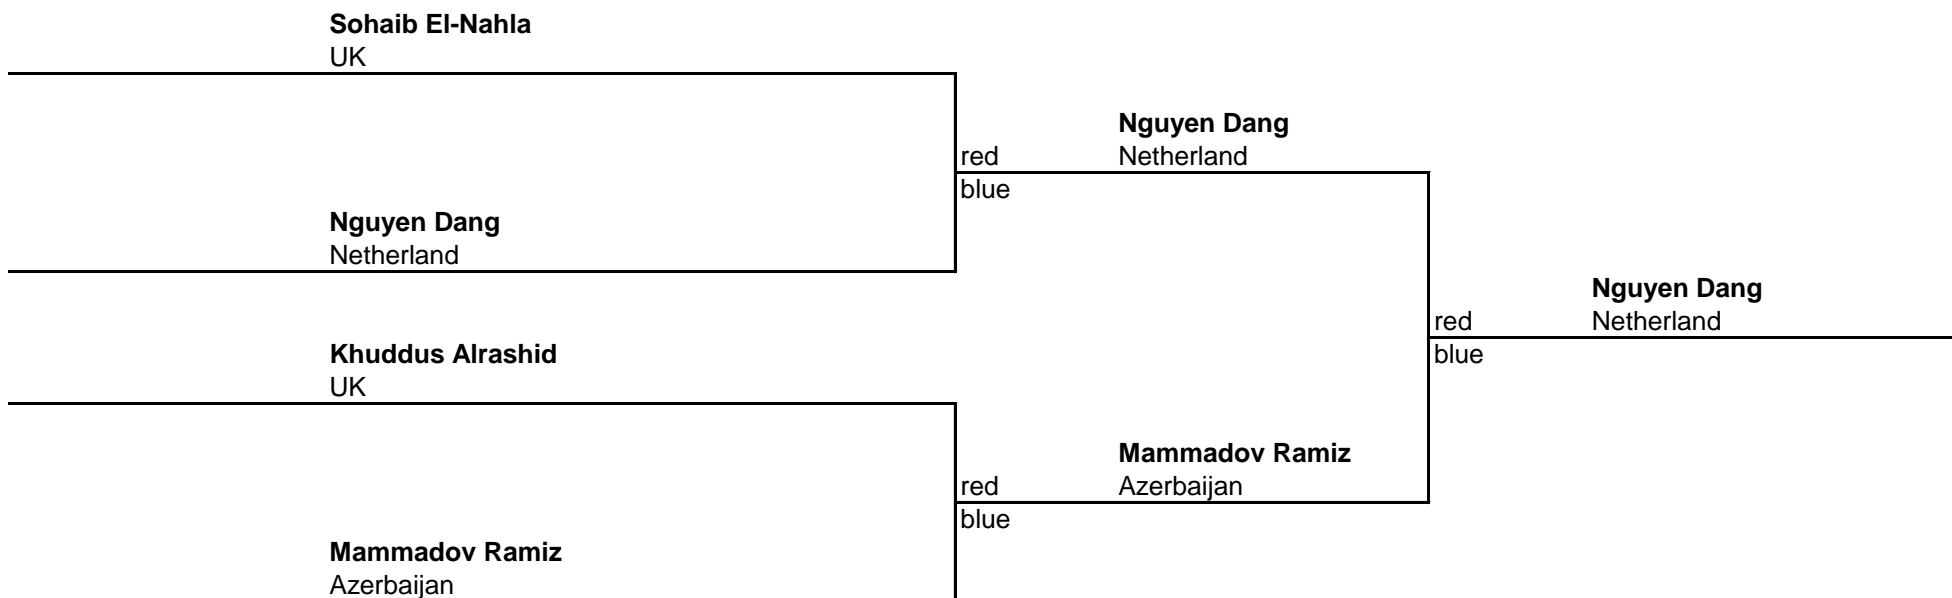 Sohaib El-Nahla
UK
Nguyen Dang
red Netherland
blue
Nguyen Dang
Netherland
Nguyen Dang
red Netherland
blue
Khuddus Alrashid
UK
Mammadov Ramiz
red Azerbaijan
blue
Mammadov Ramiz
Azerbaijan